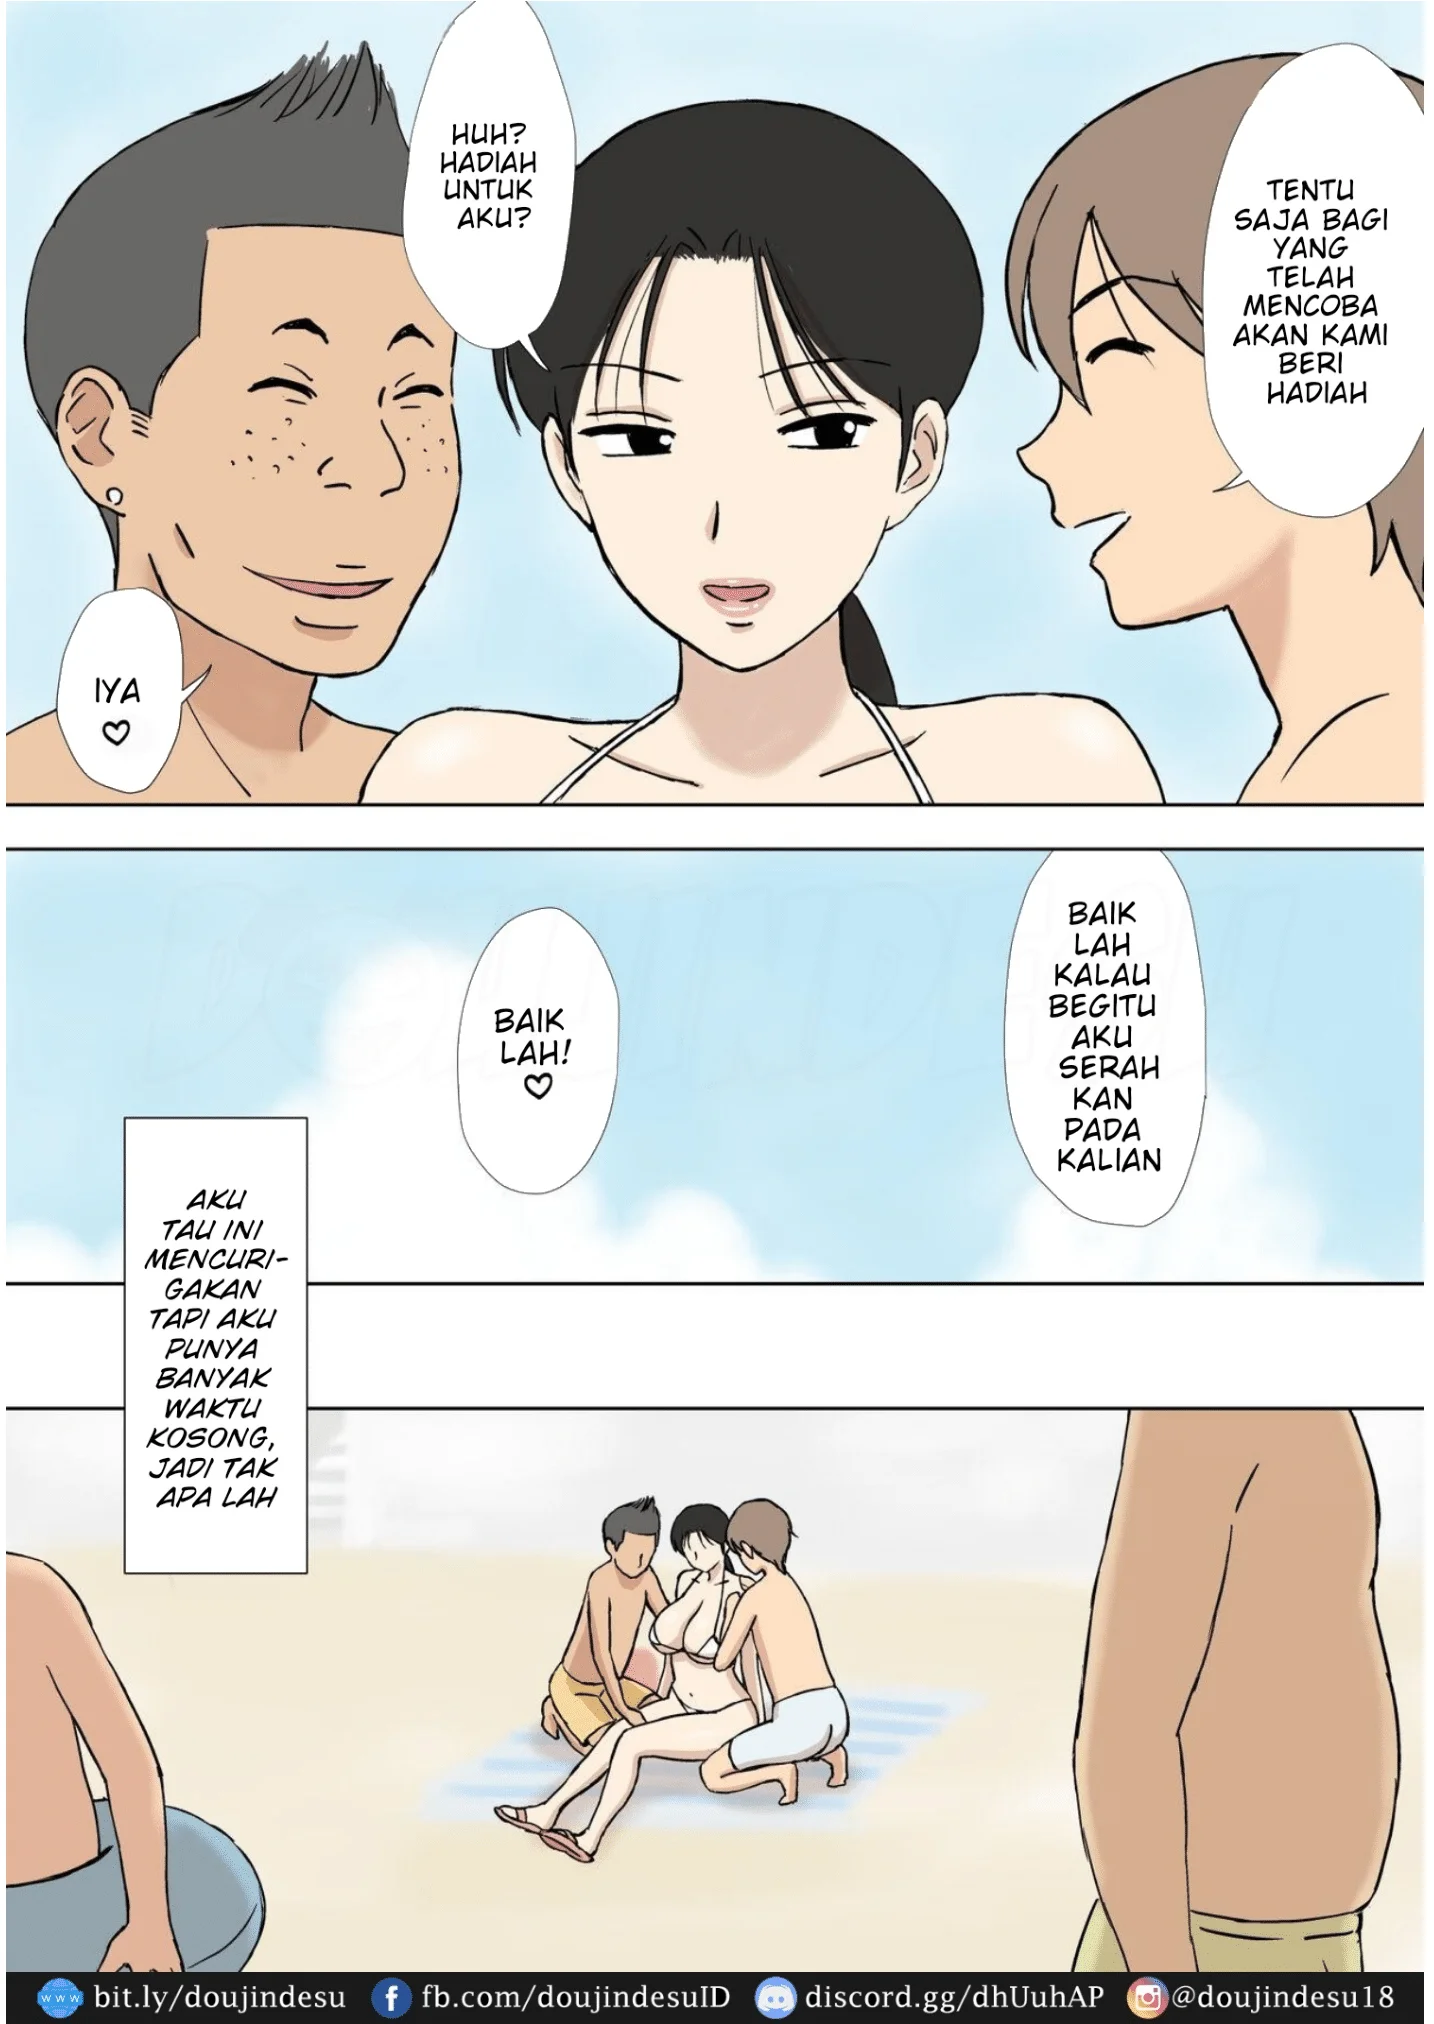 TENTU
SAJA BAGI
YANG
TELAH
MENCOBA
AKAN KAMI
BERI
HADIAH
HUH?
HADIAH
UNTUK
AKU?
IYA
♡
BAIK
LAH
KALAU
BEGITU
AKU
SERAH
KAN
PADA
KALIAN
BAIK
LAH!
♡
AKU
TAU INI
MENCURI-
GAKAN
TAPI AKU
PUNYA
BANYAK
WAKTU
KOSONG,
JADI TAK
APA LAH
www bit.ly/doujindesu fb.com/doujindesuID discord.gg/dhUuhAP @doujindesu18